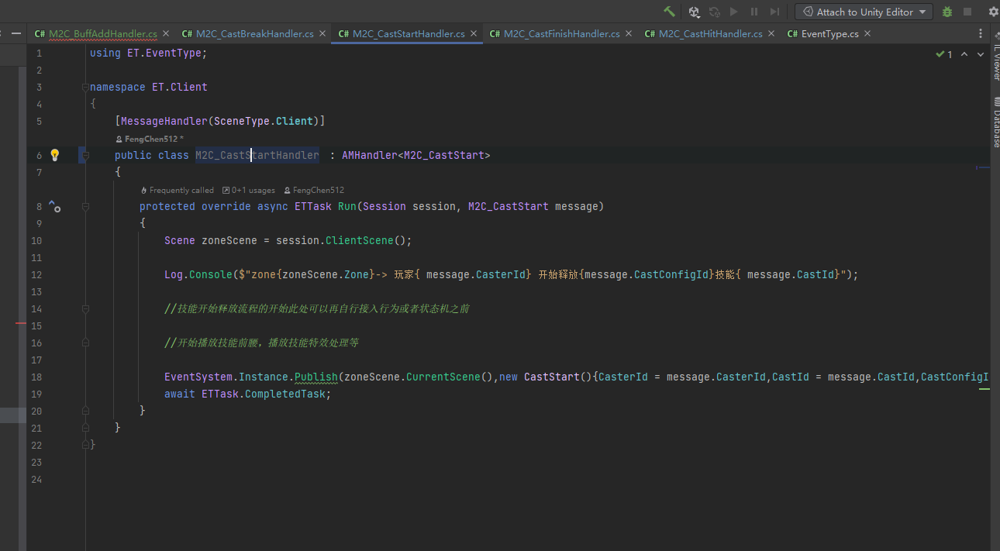 Attach to Unity Editor
C# M2C_BuffAddHandler.cs
C# M2C_CastBreakHandler.cs
C# M2C_CastStartHandler.cs
C# M2C_CastFinishHandler.cs
C# M2C_CastHitHandler.cs
C# EventType.cs
1 using ET.EventType;
1
2
3 namespace ET.Client
4 {
5 [MessageHandler(SceneType.Client)]
FengChen512 *
6 public class M2C_CastStartHandler : AMHandler<M2C_CastStart>
7 {
Frequently called 0+1 usages FengChen512
8 protected override async ETTask Run(Session session, M2C_CastStart message)
9 {
10 Scene zoneScene = session.ClientScene();
11
12 Log.Console($"zone{zoneScene.Zone}-> 玩家{ message.CasterId} 开始释放{message.CastConfigId}技能{ message.CastId}");
13
14 //技能开始释放流程的开始此处可以再自行接入行为或者状态机之前
15
16 //开始播放技能前腰，播放技能特效处理等
17
18 EventSystem.Instance.Publish(zoneScene.CurrentScene(),new CastStart(){CasterId = message.CasterId,CastId = message.CastId,CastConfigI
19 await ETTask.CompletedTask;
20 }
21 }
22 }
23
24
IL Viewer
Database